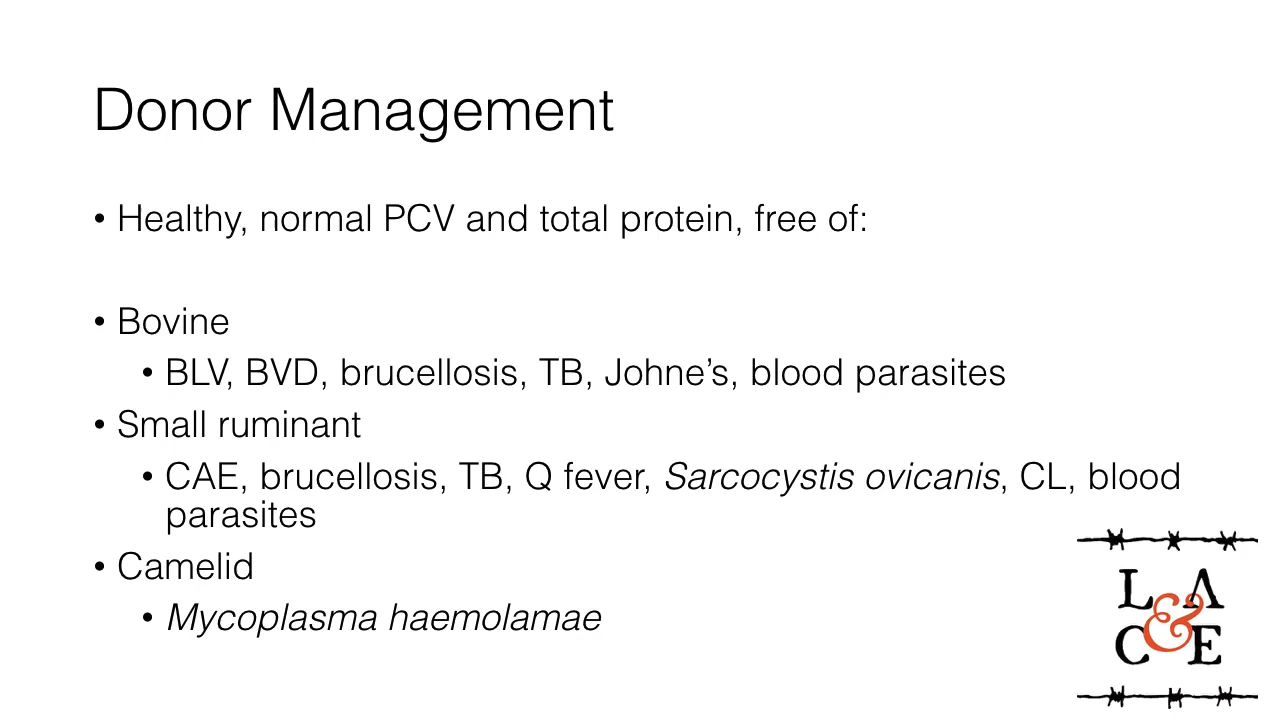 Donor Management
• Healthy, normal PCV and total protein, free of:
• Bovine
• BLV, BVD, brucellosis, TB, Johne’s, blood parasites
• Small ruminant
• CAE, brucellosis, TB, Q fever, Sarcocystis ovicanis, CL, blood
parasites
• Camelid
• Mycoplasma haemolamae
L A
&
C E